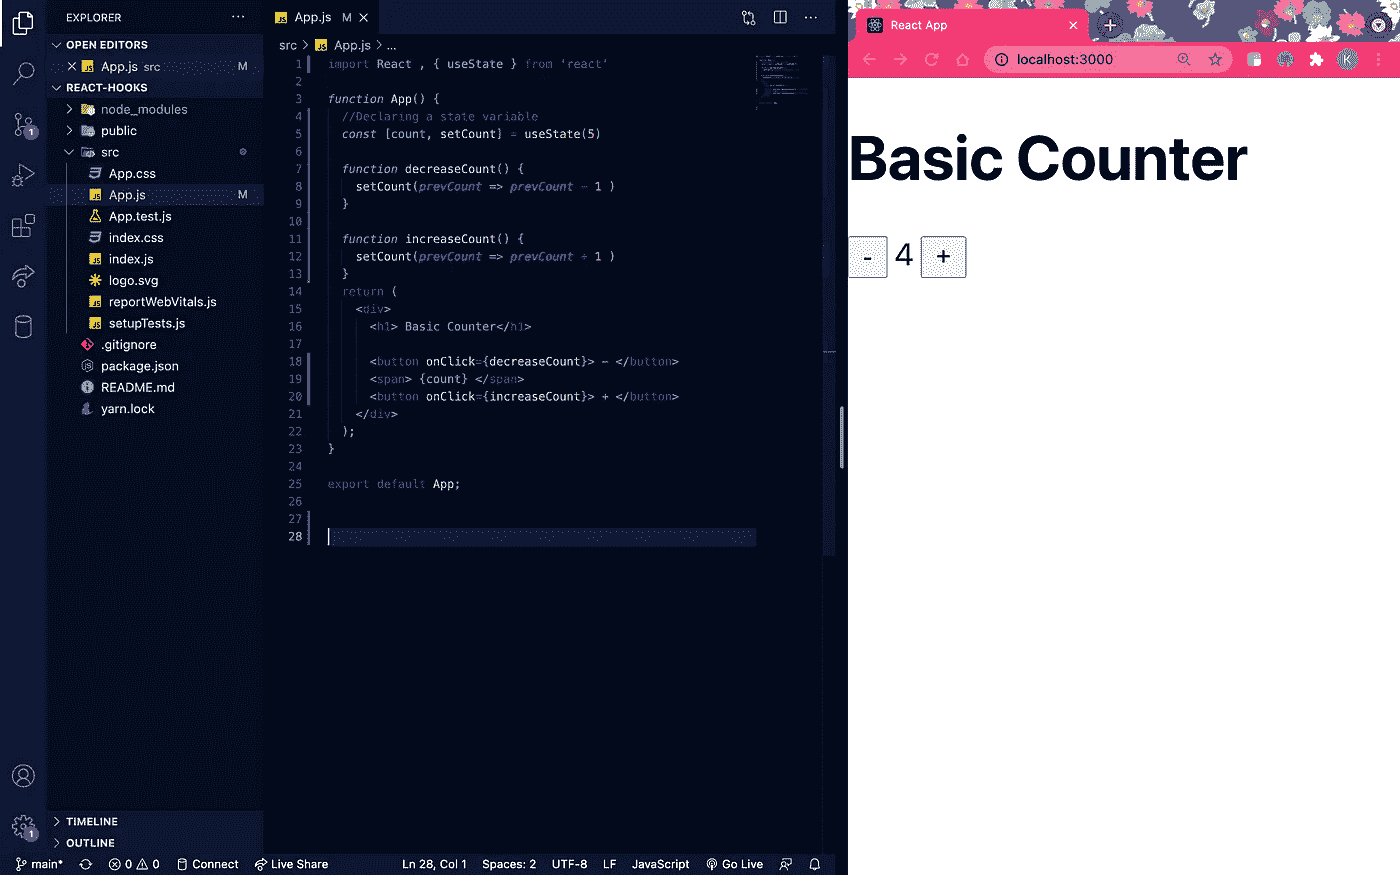 EXPLORER
OPEN EDITORS
App.js src M
REACT-HOOKS
node_modules
public
src
App.css
App.js M
App.test.js
index.css
index.js
logo.svg
reportWebVitals.js
setupTests.js
.gitignore
package.json
README.md
yarn.lock
TIMELINE
OUTLINE
1
1
App.js M
src > App.js > ...
1 import React , { useState } from 'react'
2
3 function App() {
4 //Declaring a state variable
5 const [count, setCount] = useState(5)
6
7 function decreaseCount() {
8 setCount(prevCount => prevCount - 1 )
9 }
10
11 function increaseCount() {
12 setCount(prevCount => prevCount + 1 )
13 }
14 return (
15 <div>
16 <h1> Basic Counter</h1>
17
18 <button onClick={decreaseCount}> - </button>
19 <span> {count} </span>
20 <button onClick={increaseCount}> + </button>
21 </div>
22 );
23 }
24
25 export default App;
26
27
28
main* 0 0 Connect Live Share Ln 28, Col 1 Spaces: 2 UTF-8 LF JavaScript Go Live
React App
localhost:3000
K
Basic Counter
- 4 +